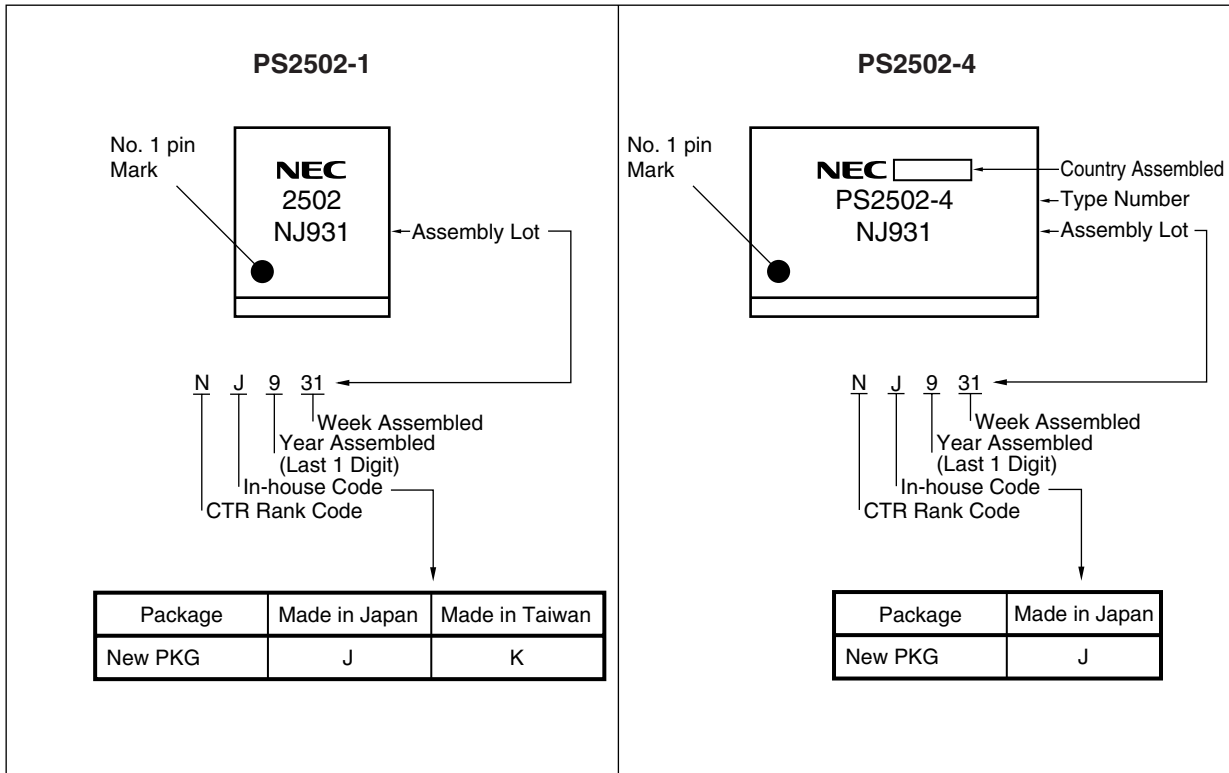 PS2502-1
No. 1 pin
Mark
NEC
2502
NJ931
Assembly Lot
N J 9 31
Week Assembled
Year Assembled
(Last 1 Digit)
In-house Code
CTR Rank Code
Package Made in Japan Made in Taiwan
New PKG J K
PS2502-4
No. 1 pin
Mark
NEC
PS2502-4
NJ931
Country Assembled
Type Number
Assembly Lot
N J 9 31
Week Assembled
Year Assembled
(Last 1 Digit)
In-house Code
CTR Rank Code
Package Made in Japan
New PKG J